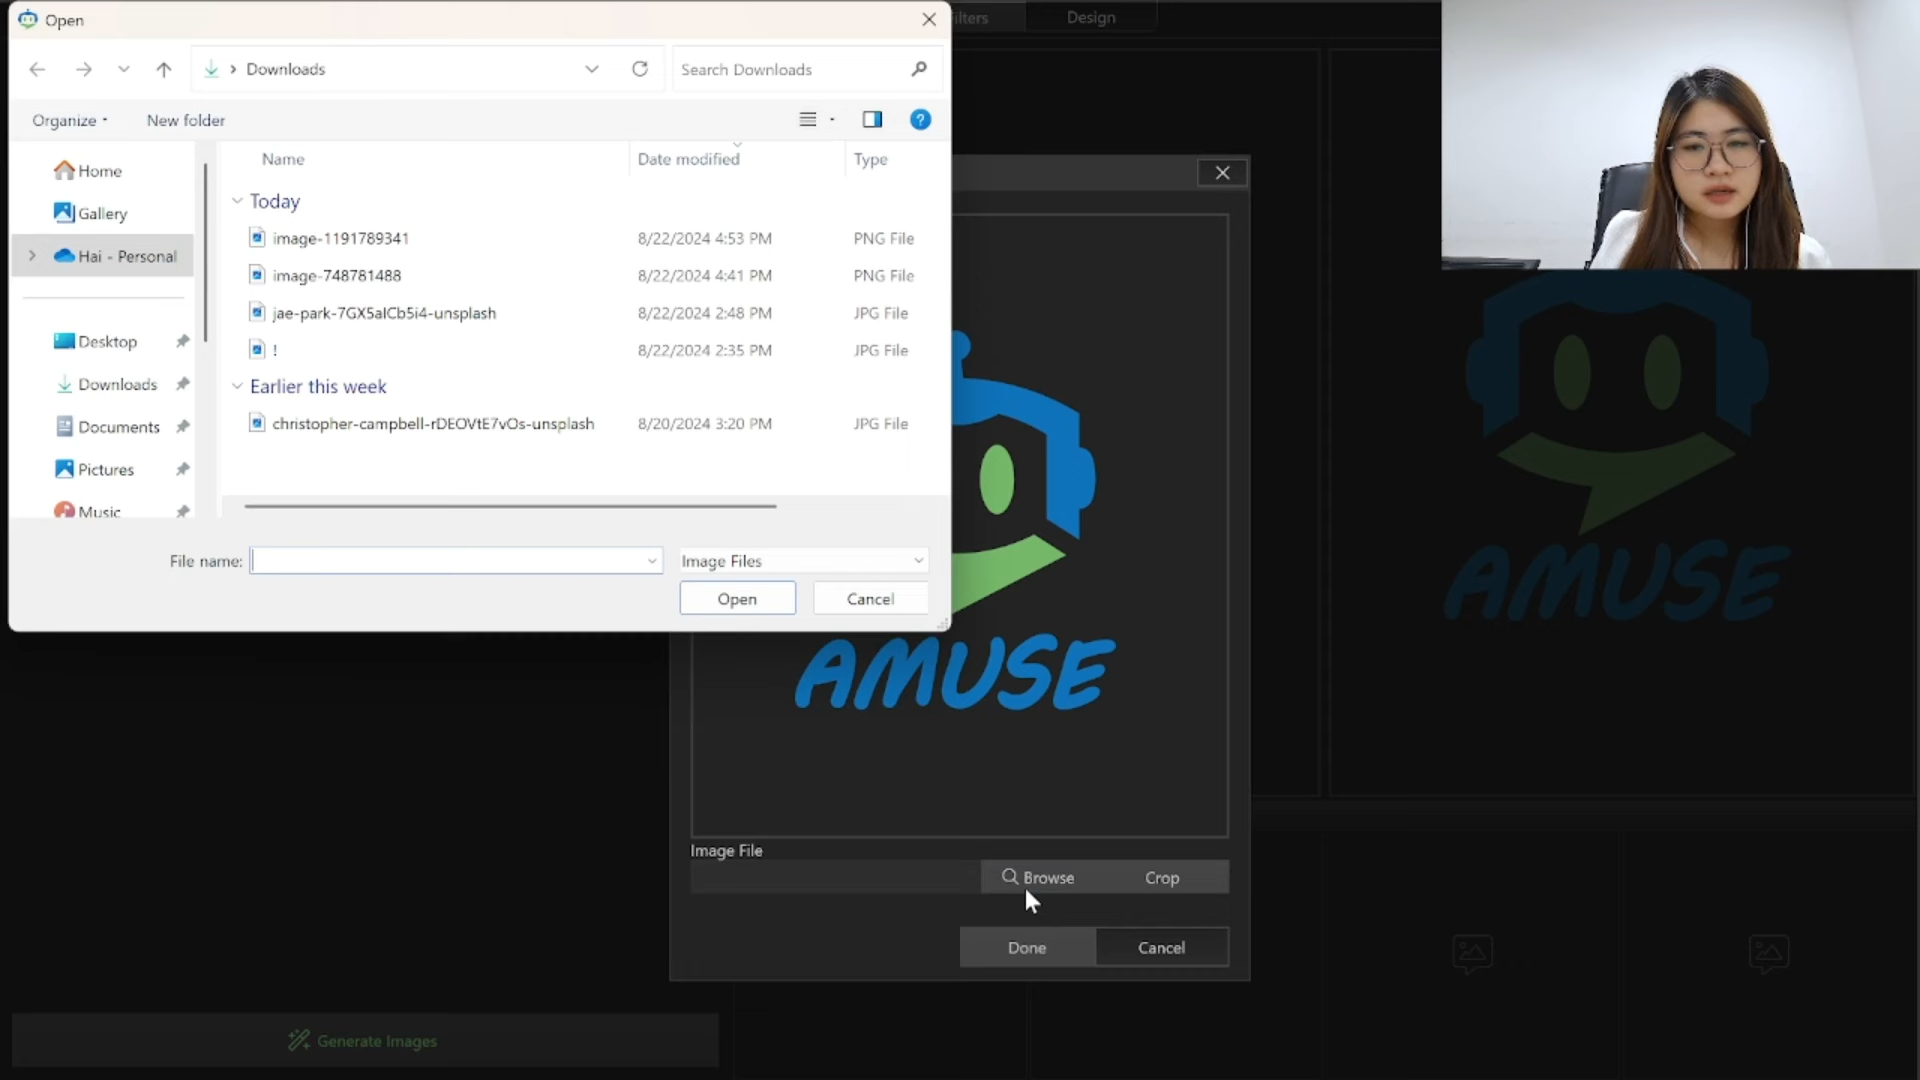 Open
Downloads
Search Downloads
Organize
New folder
Home
Gallery
Hai - Personal
Desktop
Downloads
Documents
Pictures
Music
Name
Date modified
Type
Today
image-1191789341
8/22/2024 4:53 PM
PNG File
image-748781488
8/22/2024 4:41 PM
PNG File
jae-park-7GX5aICb5i4-unsplash
8/22/2024 2:48 PM
JPG File
!
8/22/2024 2:35 PM
JPG File
Earlier this week
christopher-campbell-rDEOVtE7vOs-unsplash
8/20/2024 3:20 PM
JPG File
File name:
Image Files
Open
Cancel
Design
AMUSE
Image File
Browse
Crop
Done
Cancel
AMUSE
Generate Images